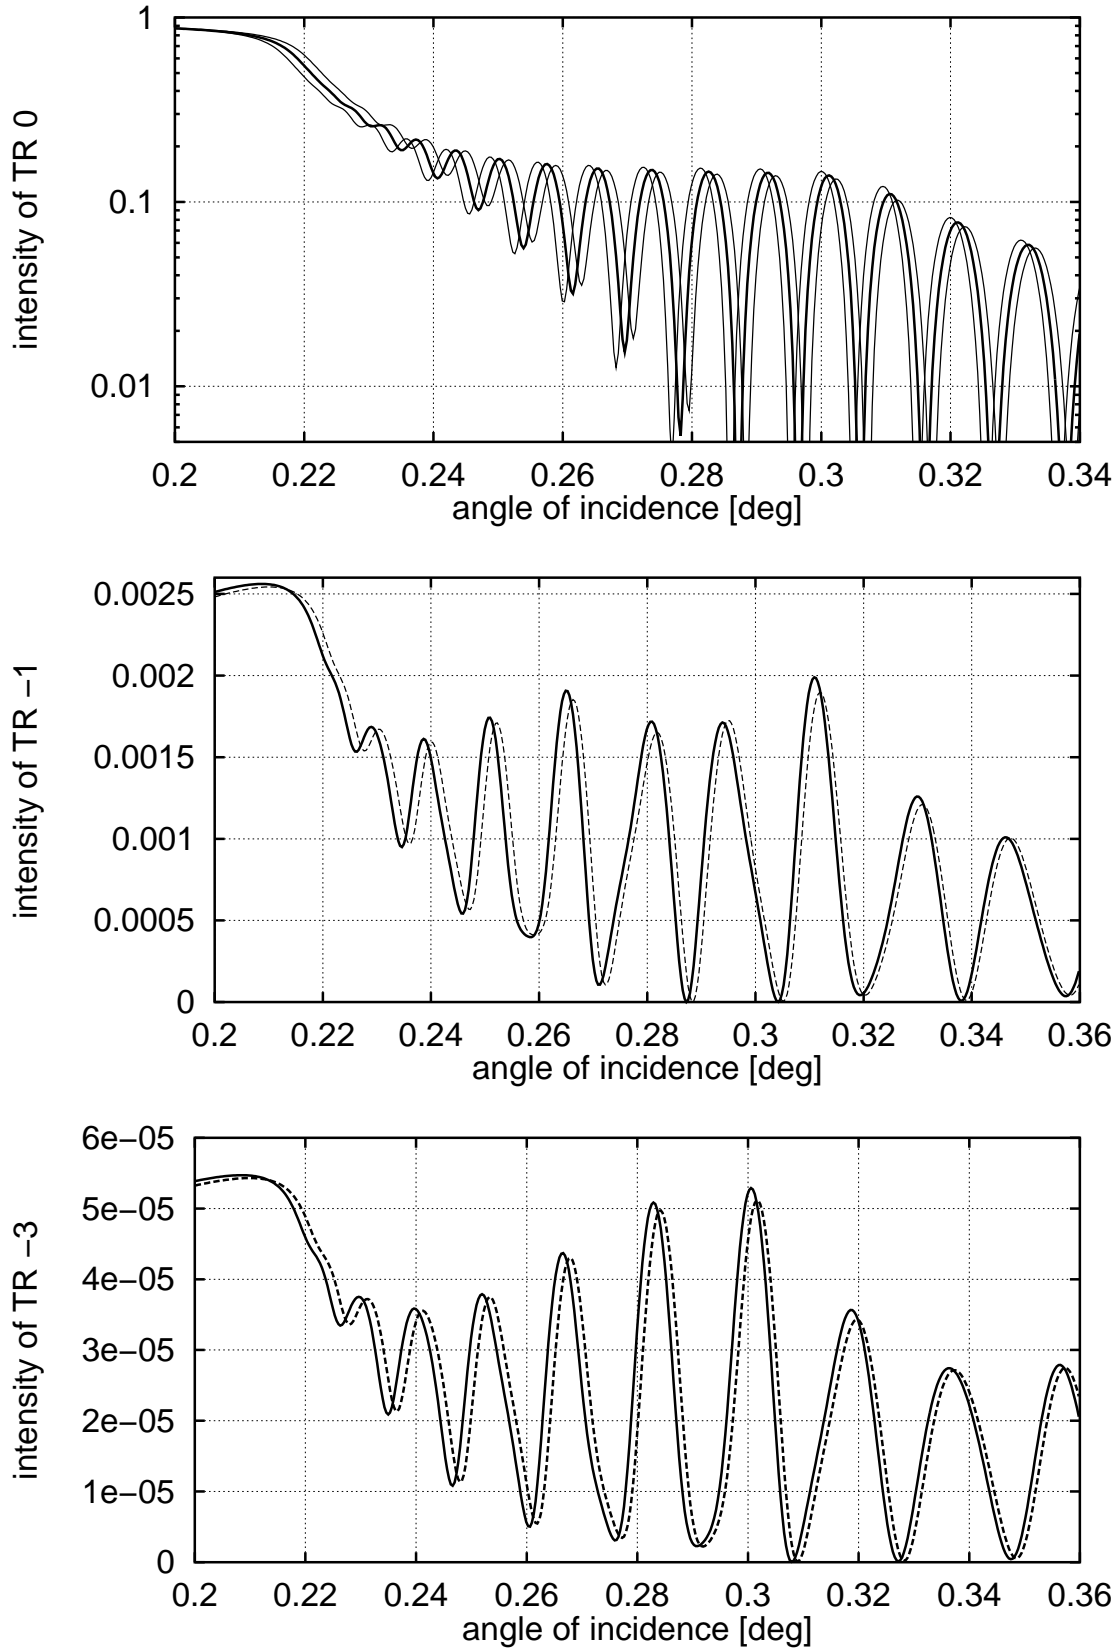 1
0.1
0.01
intensity of TR 0
0.2 0.22 0.24 0.26 0.28 0.3 0.32 0.34
angle of incidence [deg]
0.0025
0.002
0.0015
0.001
0.0005
0
intensity of TR −1
0.2 0.22 0.24 0.26 0.28 0.3 0.32 0.34 0.36
angle of incidence [deg]
6e−05
5e−05
4e−05
3e−05
2e−05
1e−05
0
intensity of TR −3
0.2 0.22 0.24 0.26 0.28 0.3 0.32 0.34 0.36
angle of incidence [deg]